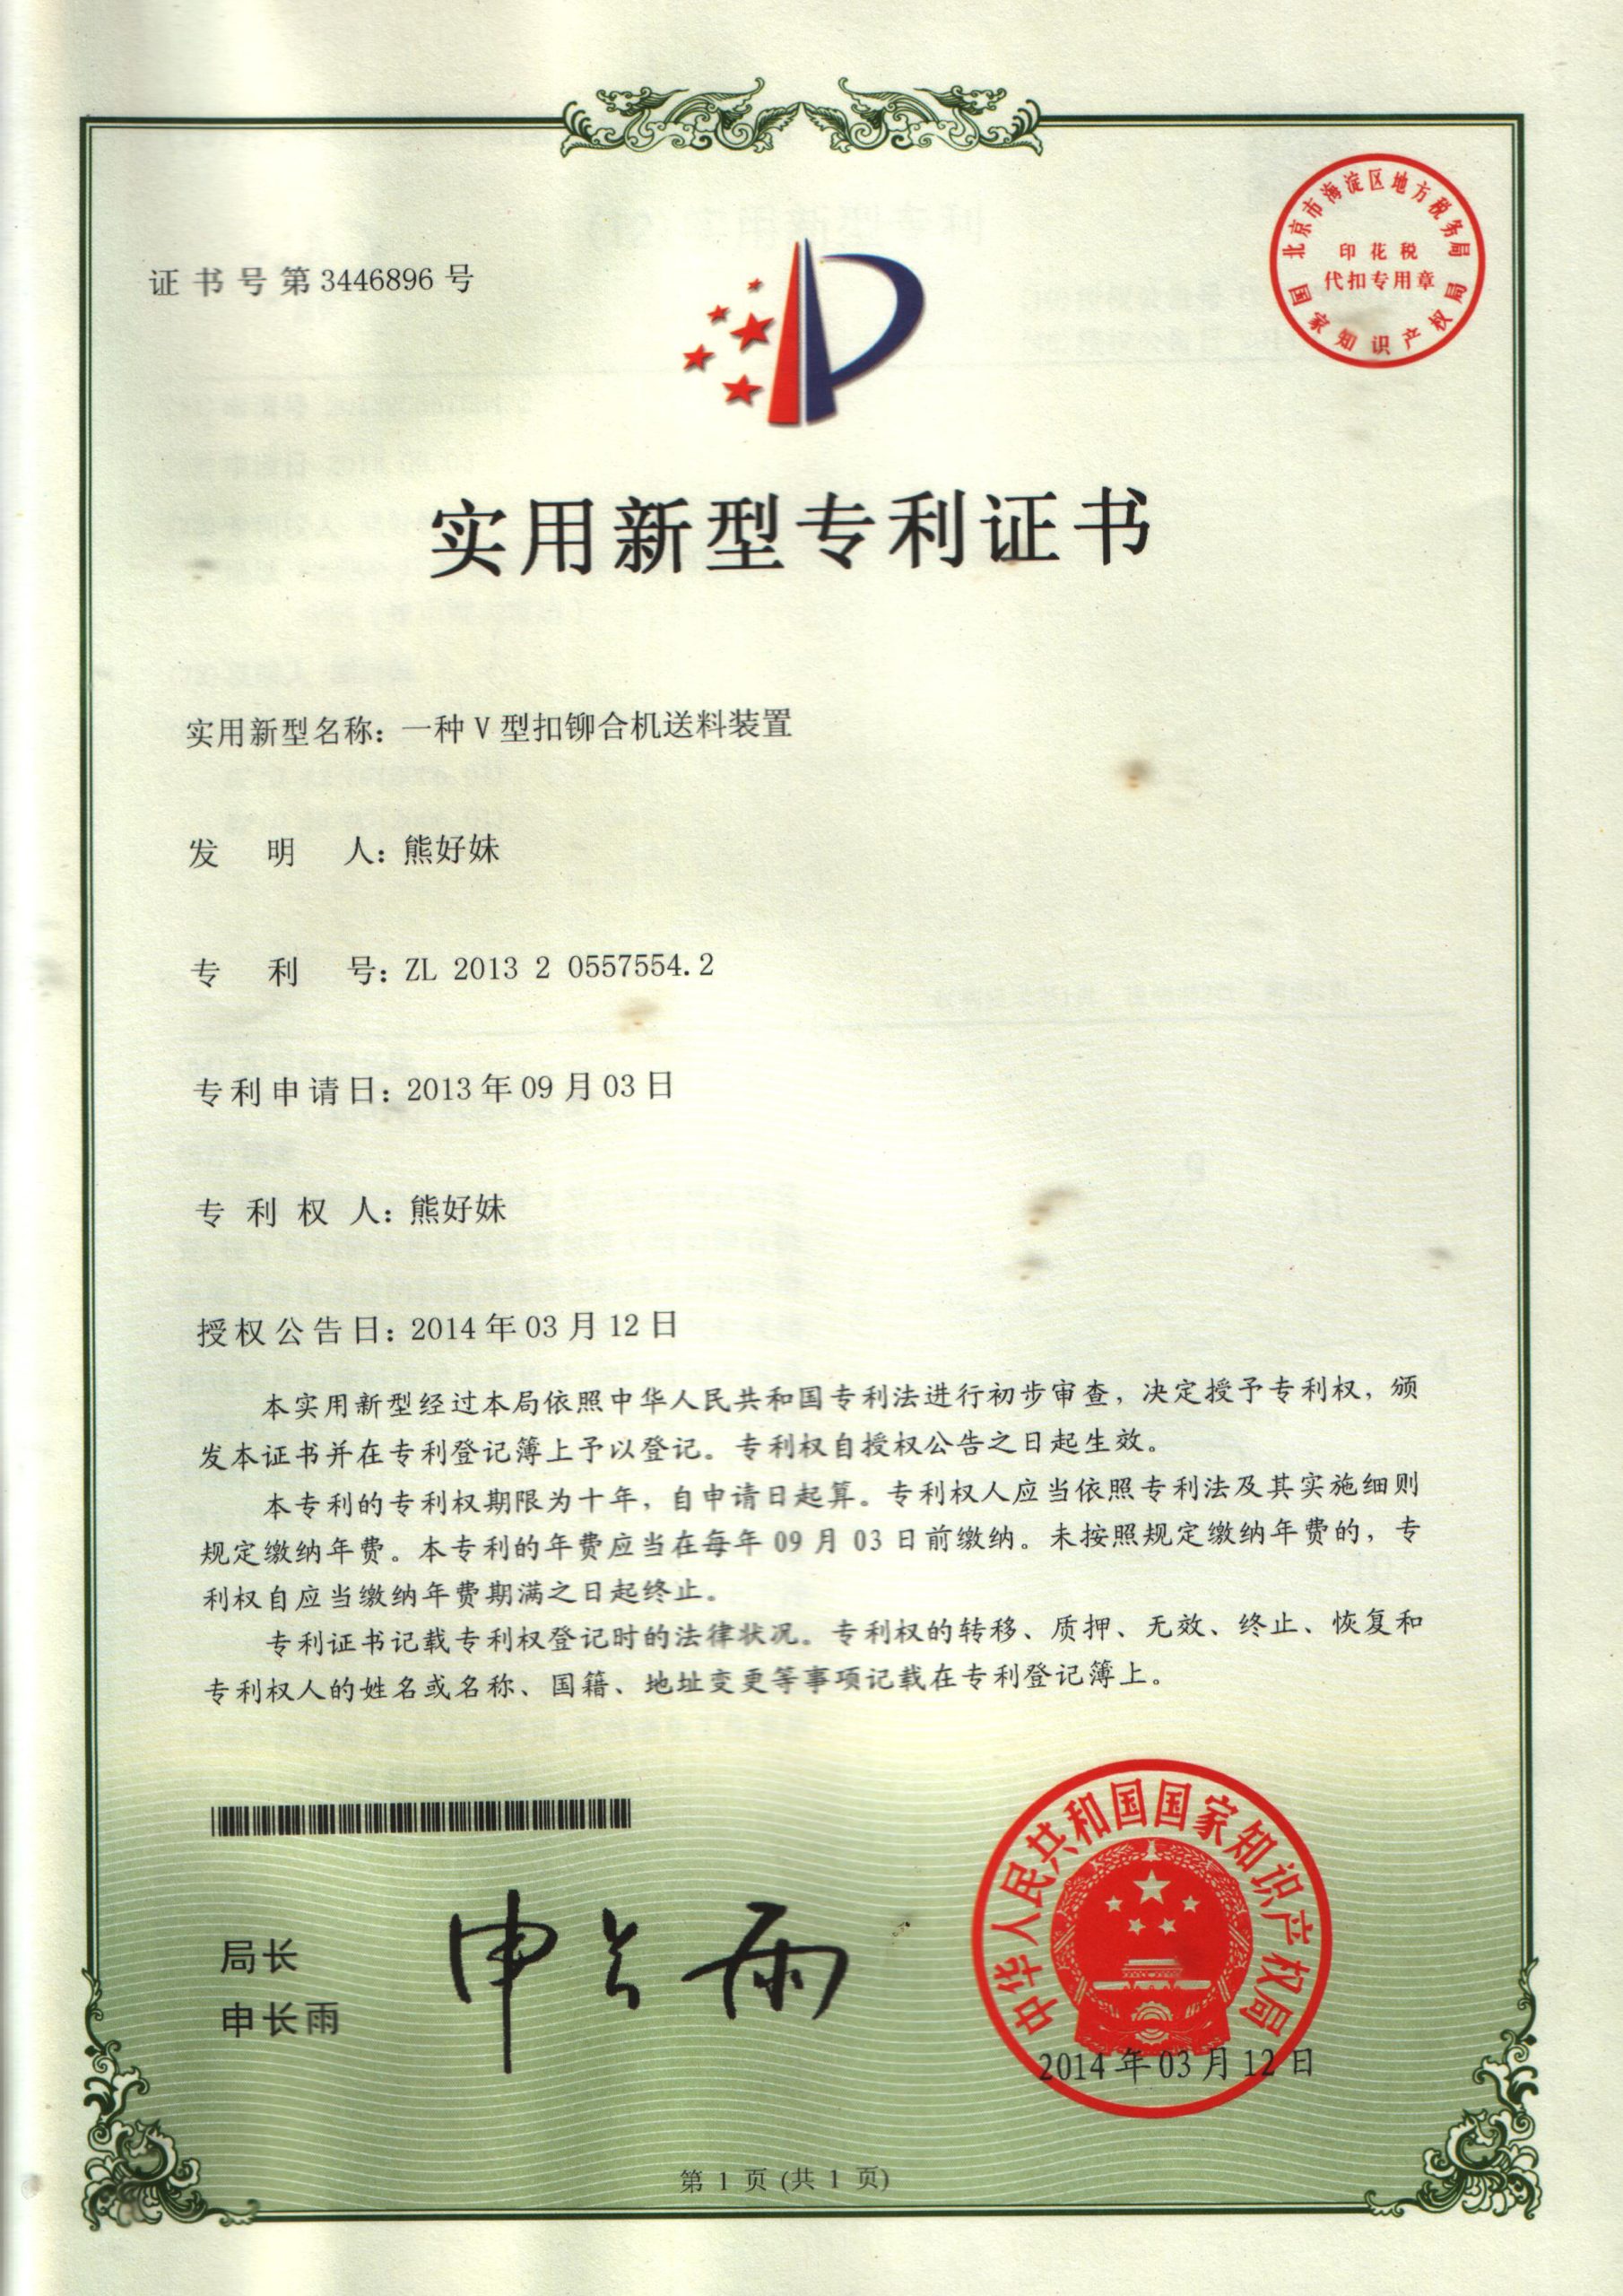 证书号第3446896号
北京市海淀区地方税务局
印花税
代扣专用章
国家知识产权局
实用新型专利证书
实用新型名称：一种V型扣铆合机送料装置
发明人：熊好妹
专利号：ZL 2013 2 0557554.2
专利申请日：2013年09月03日
专利权人：熊好妹
授权公告日：2014年03月12日
本实用新型经过本局依照中华人民共和国专利法进行初步审查，决定授予专利权，颁
发本证书并在专利登记簿上予以登记。专利权自授权公告之日起生效。
本专利的专利权期限为十年，自申请日起算。专利权人应当依照专利法及其实施细则
规定缴纳年费。本专利的年费应当在每年09月03日前缴纳。未按照规定缴纳年费的，专
利权自应当缴纳年费期满之日起终止。
专利证书记载专利权登记时的法律状况。专利权的转移、质押、无效、终止、恢复和
专利权人的姓名或名称、国籍、地址变更等事项记载在专利登记簿上。
局长
申长雨
申长雨
中华人民共和国国家知识产权局
2014年03月12日
第 1 页 (共 1 页)